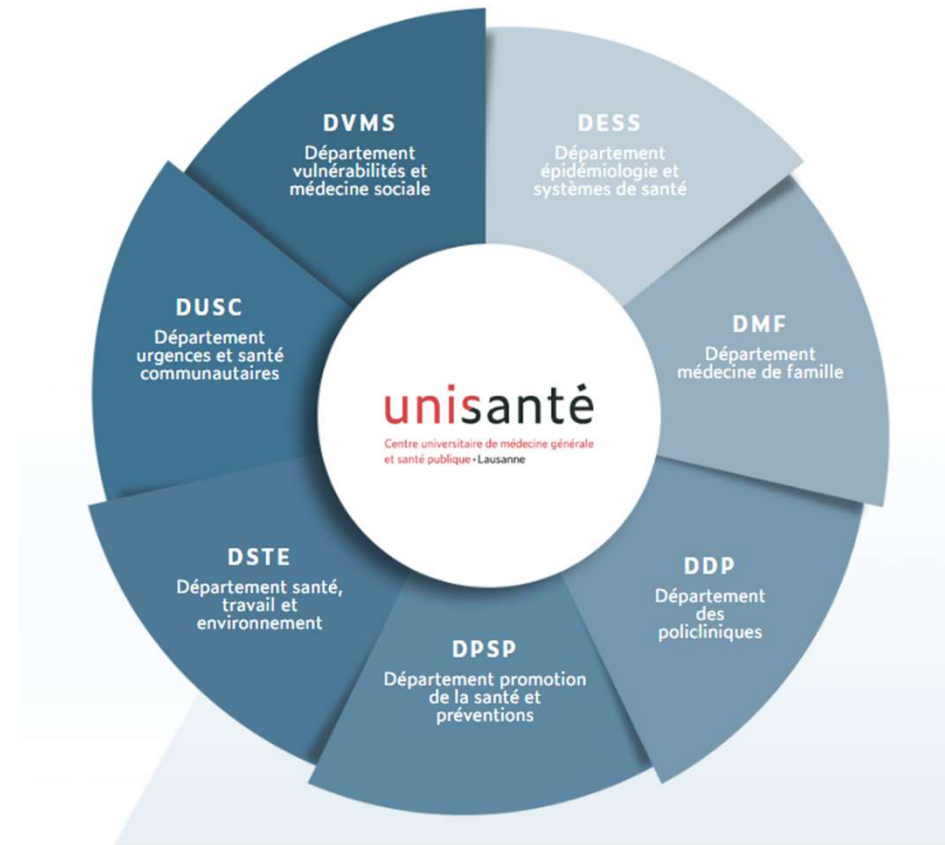 DVMS
Département
vulnérabilités et
médecine sociale
DESS
Département
épidémiologie et
systèmes de santé
DUSC
Département
urgences et santé
communautaires
DMF
Département
médecine de famille
unisanté
Centre universitaire de médecine générale
et santé publique • Lausanne
DSTE
Département santé,
travail et
environnement
DDP
Département
des
policliniques
DPSP
Département promotion
de la santé et
préventions